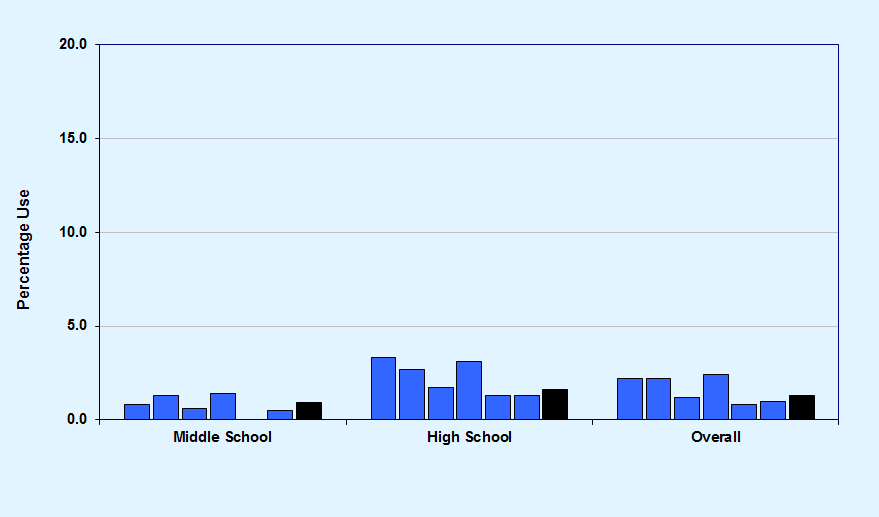 20.0
15.0
10.0
5.0
0.0
Percentage Use
Middle School
High School
Overall